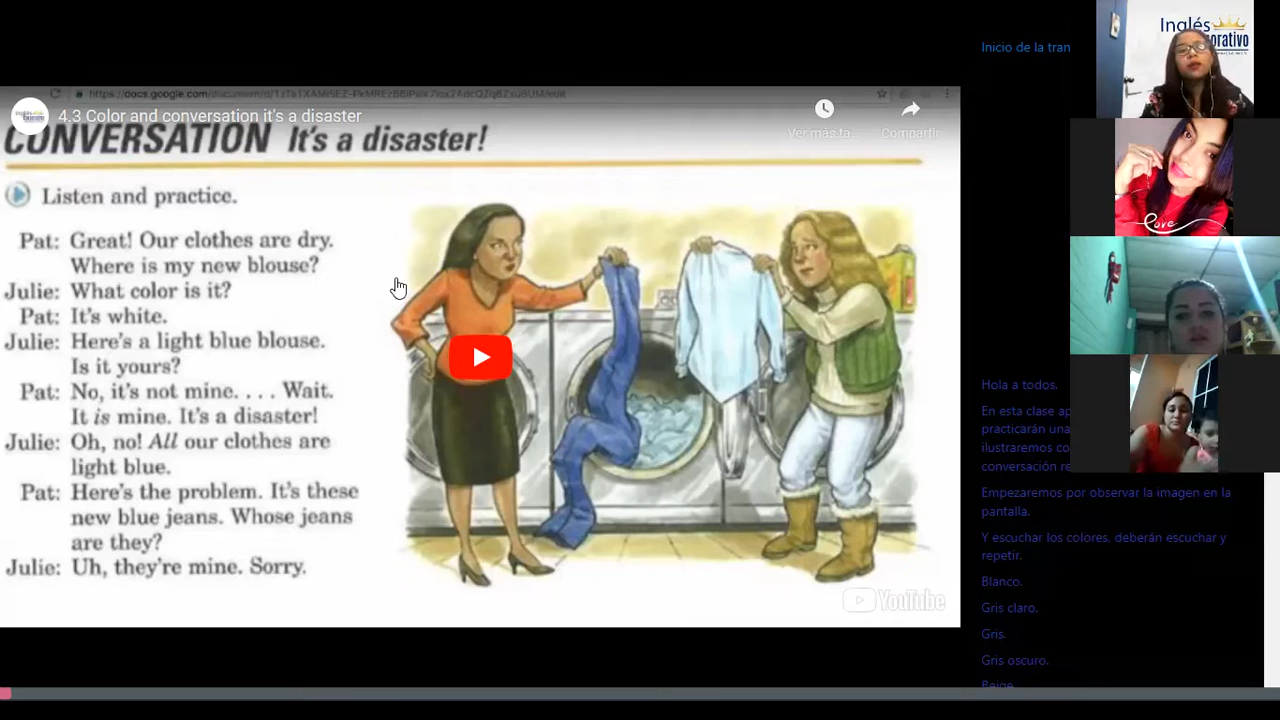 Inicio de la tran
Inglés
orativo
4.3 Color and conversation it's a disaster
Ver más ta...
Compartir
CONVERSATION It's a disaster!
Listen and practice.
Pat: Great! Our clothes are dry.
Where is my new blouse?
Julie: What color is it?
Pat: It's white.
Julie: Here's a light blue blouse.
Is it yours?
Pat: No, it's not mine. . . . Wait.
It is mine. It's a disaster!
Julie: Oh, no! All our clothes are
light blue.
Pat: Here's the problem. It's these
new blue jeans. Whose jeans
are they?
Julie: Uh, they're mine. Sorry.
YouTube
Love
Hola a todos.
En esta clase ap
practicarán una
ilustraremos co
conversación re
Empezaremos por observar la imagen en la
pantalla.
Y escuchar los colores, deberán escuchar y
repetir.
Blanco.
Gris claro.
Gris.
Gris oscuro.
Beige.